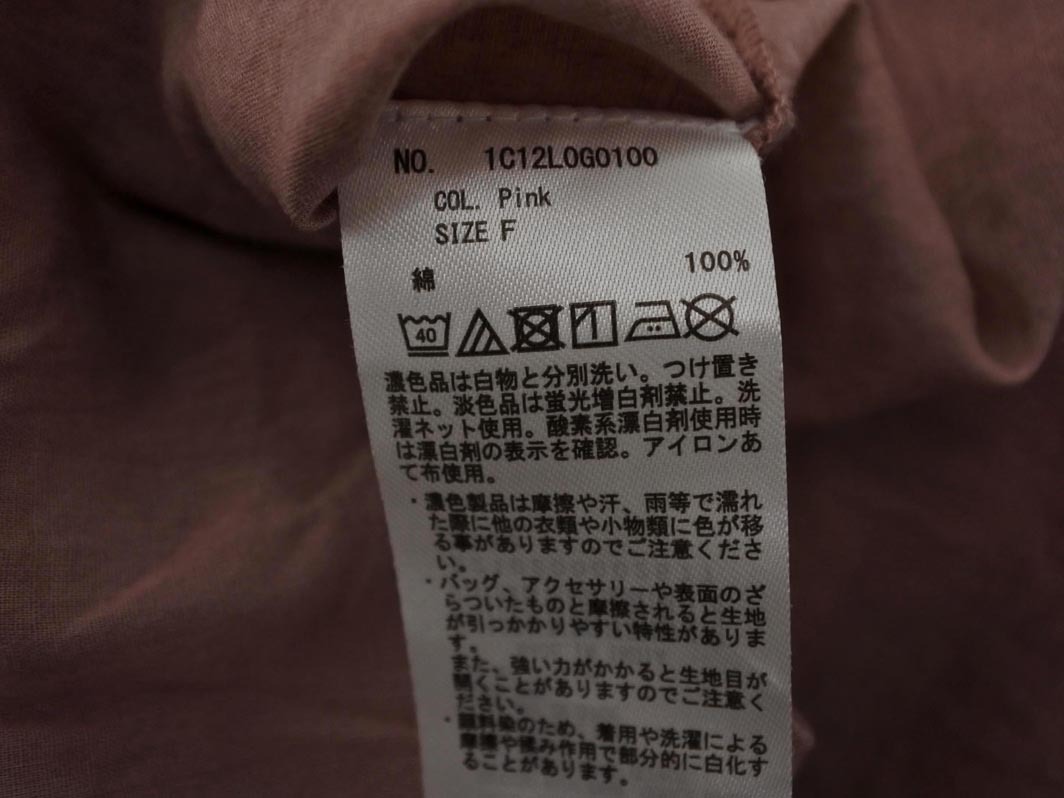 NO. 1C12L0G0100
COL. Pink
SIZE F
綿 100%
40
濃色品は白物と分別洗い。つけ置き
禁止。淡色品は蛍光増白剤禁止。洗
濯ネット使用。酸素系漂白剤使用時
は漂白剤の表示を確認。アイロンあ
て布使用。
・濃色製品は摩擦や汗、雨等で濡れ
た際に他の衣類や小物類に色が移
る事がありますのでご注意くださ
い。
・バッグ、アクセサリーや表面のざ
らついたものと摩擦されると生地
が引っかかりやすい特性がありま
す。
また、強い力がかかると生地目が
開くことがありますのでご注意く
ださい。
・顔料染のため、着用や洗濯による
摩擦や揉み作用で部分的に白化す
ることがあります。